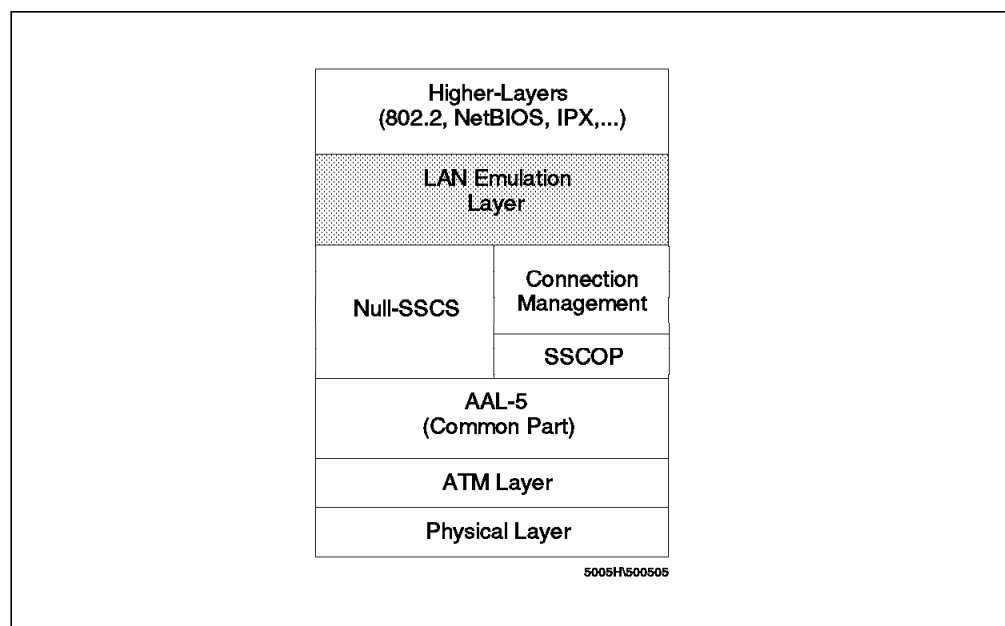 Higher-Layers
(802.2, NetBIOS, IPX,...)
LAN Emulation
Layer
Null-SSCS
Connection
Management
SSCOP
AAL-5
(Common Part)
ATM Layer
Physical Layer
5005H\500505